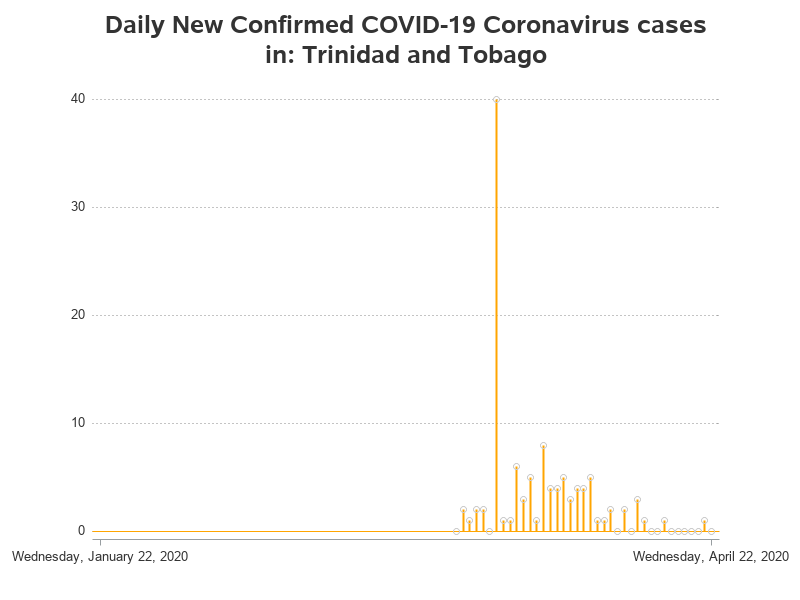 Daily New Confirmed COVID-19 Coronavirus cases
in: Trinidad and Tobago
40
30
20
10
0
Wednesday, January 22, 2020
Wednesday, April 22, 2020